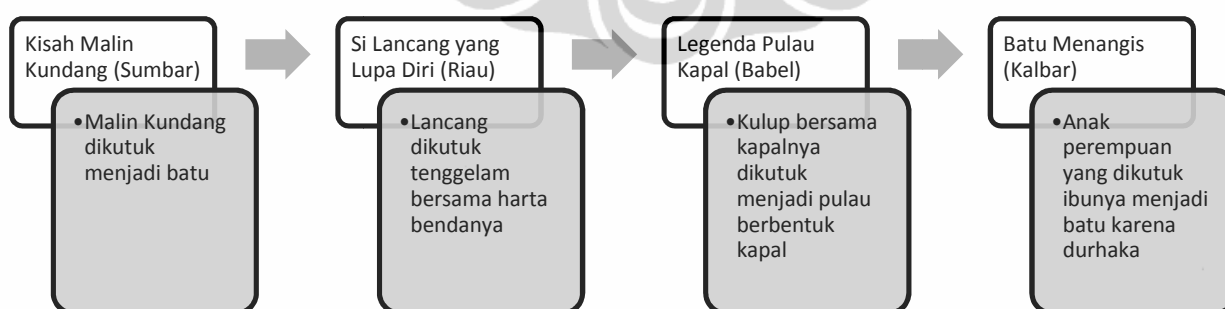 Kisah Malin
Kundang (Sumbar)
•Malin Kundang
dikutuk
menjadi batu
Si Lancang yang
Lupa Diri (Riau)
•Lancang
dikutuk
tenggelam
bersama harta
bendanya
Legenda Pulau
Kapal (Babel)
•Kulup bersama
kapalnya
dikutuk
menjadi pulau
berbentuk
kapal
Batu Menangis
(Kalbar)
•Anak
perempuan
yang dikutuk
ibunya menjadi
batu karena
durhaka